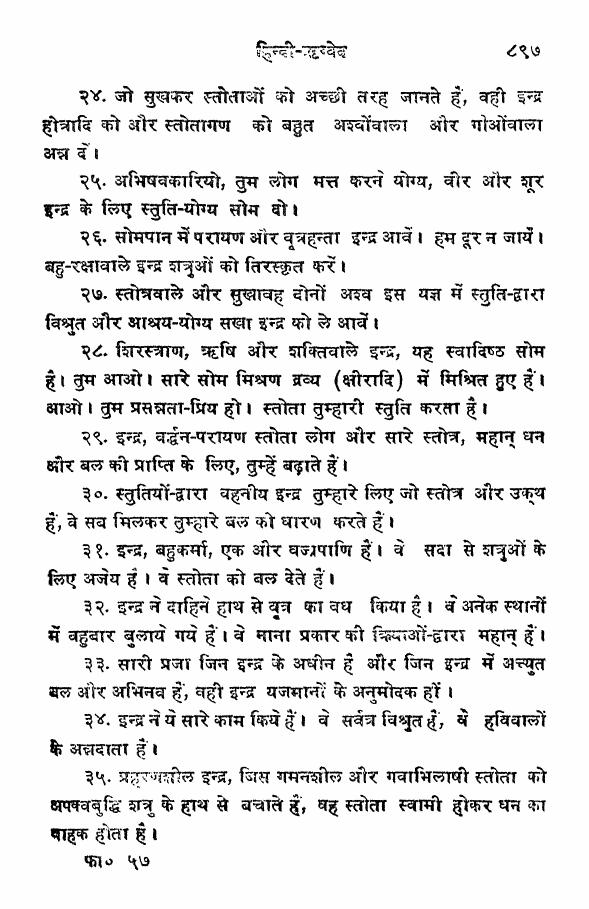 हिन्दी-ऋग्वेद ८९७
२४. जो सुखकर स्तोताओं को अच्छी तरह जानते हैं, वही इन्द्र
होत्रादि को और स्तोतागण को बहुत अश्वोंवाला और गोओंवाला
अन्न दें।
२५. अभिषवकारियो, तुम लोग मत्त करने योग्य, वीर और शूर
इन्द्र के लिए स्तुति-योग्य सोम दो।
२६. सोमपान में परायण और वृत्रहन्ता इन्द्र आवें। हम दूर न जायें।
बहु-रक्षावाले इन्द्र शत्रुओं को तिरस्कृत करें।
२७. स्तोत्रवाले और सुखावह दोनों अश्व इस यज्ञ में स्तुति-द्वारा
विश्रुत और आश्रय-योग्य सखा इन्द्र को ले आवें।
२८. शिरस्त्राण, ऋषि और शक्तिवाले इन्द्र, यह स्वादिष्ठ सोम
है। तुम आओ। सारे सोम मिश्रण द्रव्य (क्षीरादि) में मिश्रित हुए हैं।
आओ। तुम प्रसन्नता-प्रिय हो। स्तोता तुम्हारी स्तुति करता है।
२९. इन्द्र, वर्द्धन-परायण स्तोता लोग और सारे स्तोत्र, महान् धन
और बल की प्राप्ति के लिए, तुम्हें बढ़ाते हैं।
३०. स्तुतियों-द्वारा वहनीय इन्द्र तुम्हारे लिए जो स्तोत्र और उक्थ
हैं, वे सब मिलकर तुम्हारे बल को धारण करते हैं।
३१. इन्द्र, बहुकर्मा, एक और वज्रपाणि हैं। वे सदा से शत्रुओं के
लिए अजेय हैं। वे स्तोता को बल देते हैं।
३२. इन्द्र ने दाहिने हाथ से वृत्र का वध किया है। वे अनेक स्थानों
में बहुबार बुलाये गये हैं। वे माना प्रकार की क्रियाओं-द्वारा महान् हैं।
३३. सारी प्रजा जिन इन्द्र के अधीन है और जिन इन्द्र में अच्युत
बल और अभिनव हैं, वही इन्द्र यजमानों के अनुमोदक हों।
३४. इन्द्र ने ये सारे काम किये हैं। वे सर्वत्र विश्रुत हैं, वे हविवालों
के अन्नदाता हैं।
३५. प्रहरणशील इन्द्र, जिस गमनशील और गवाभिलाषी स्तोता को
अपक्वबुद्धि शत्रु के हाथ से बचाते हैं, वह स्तोता स्वामी होकर धन का
वाहक होता है।
फा० ५७